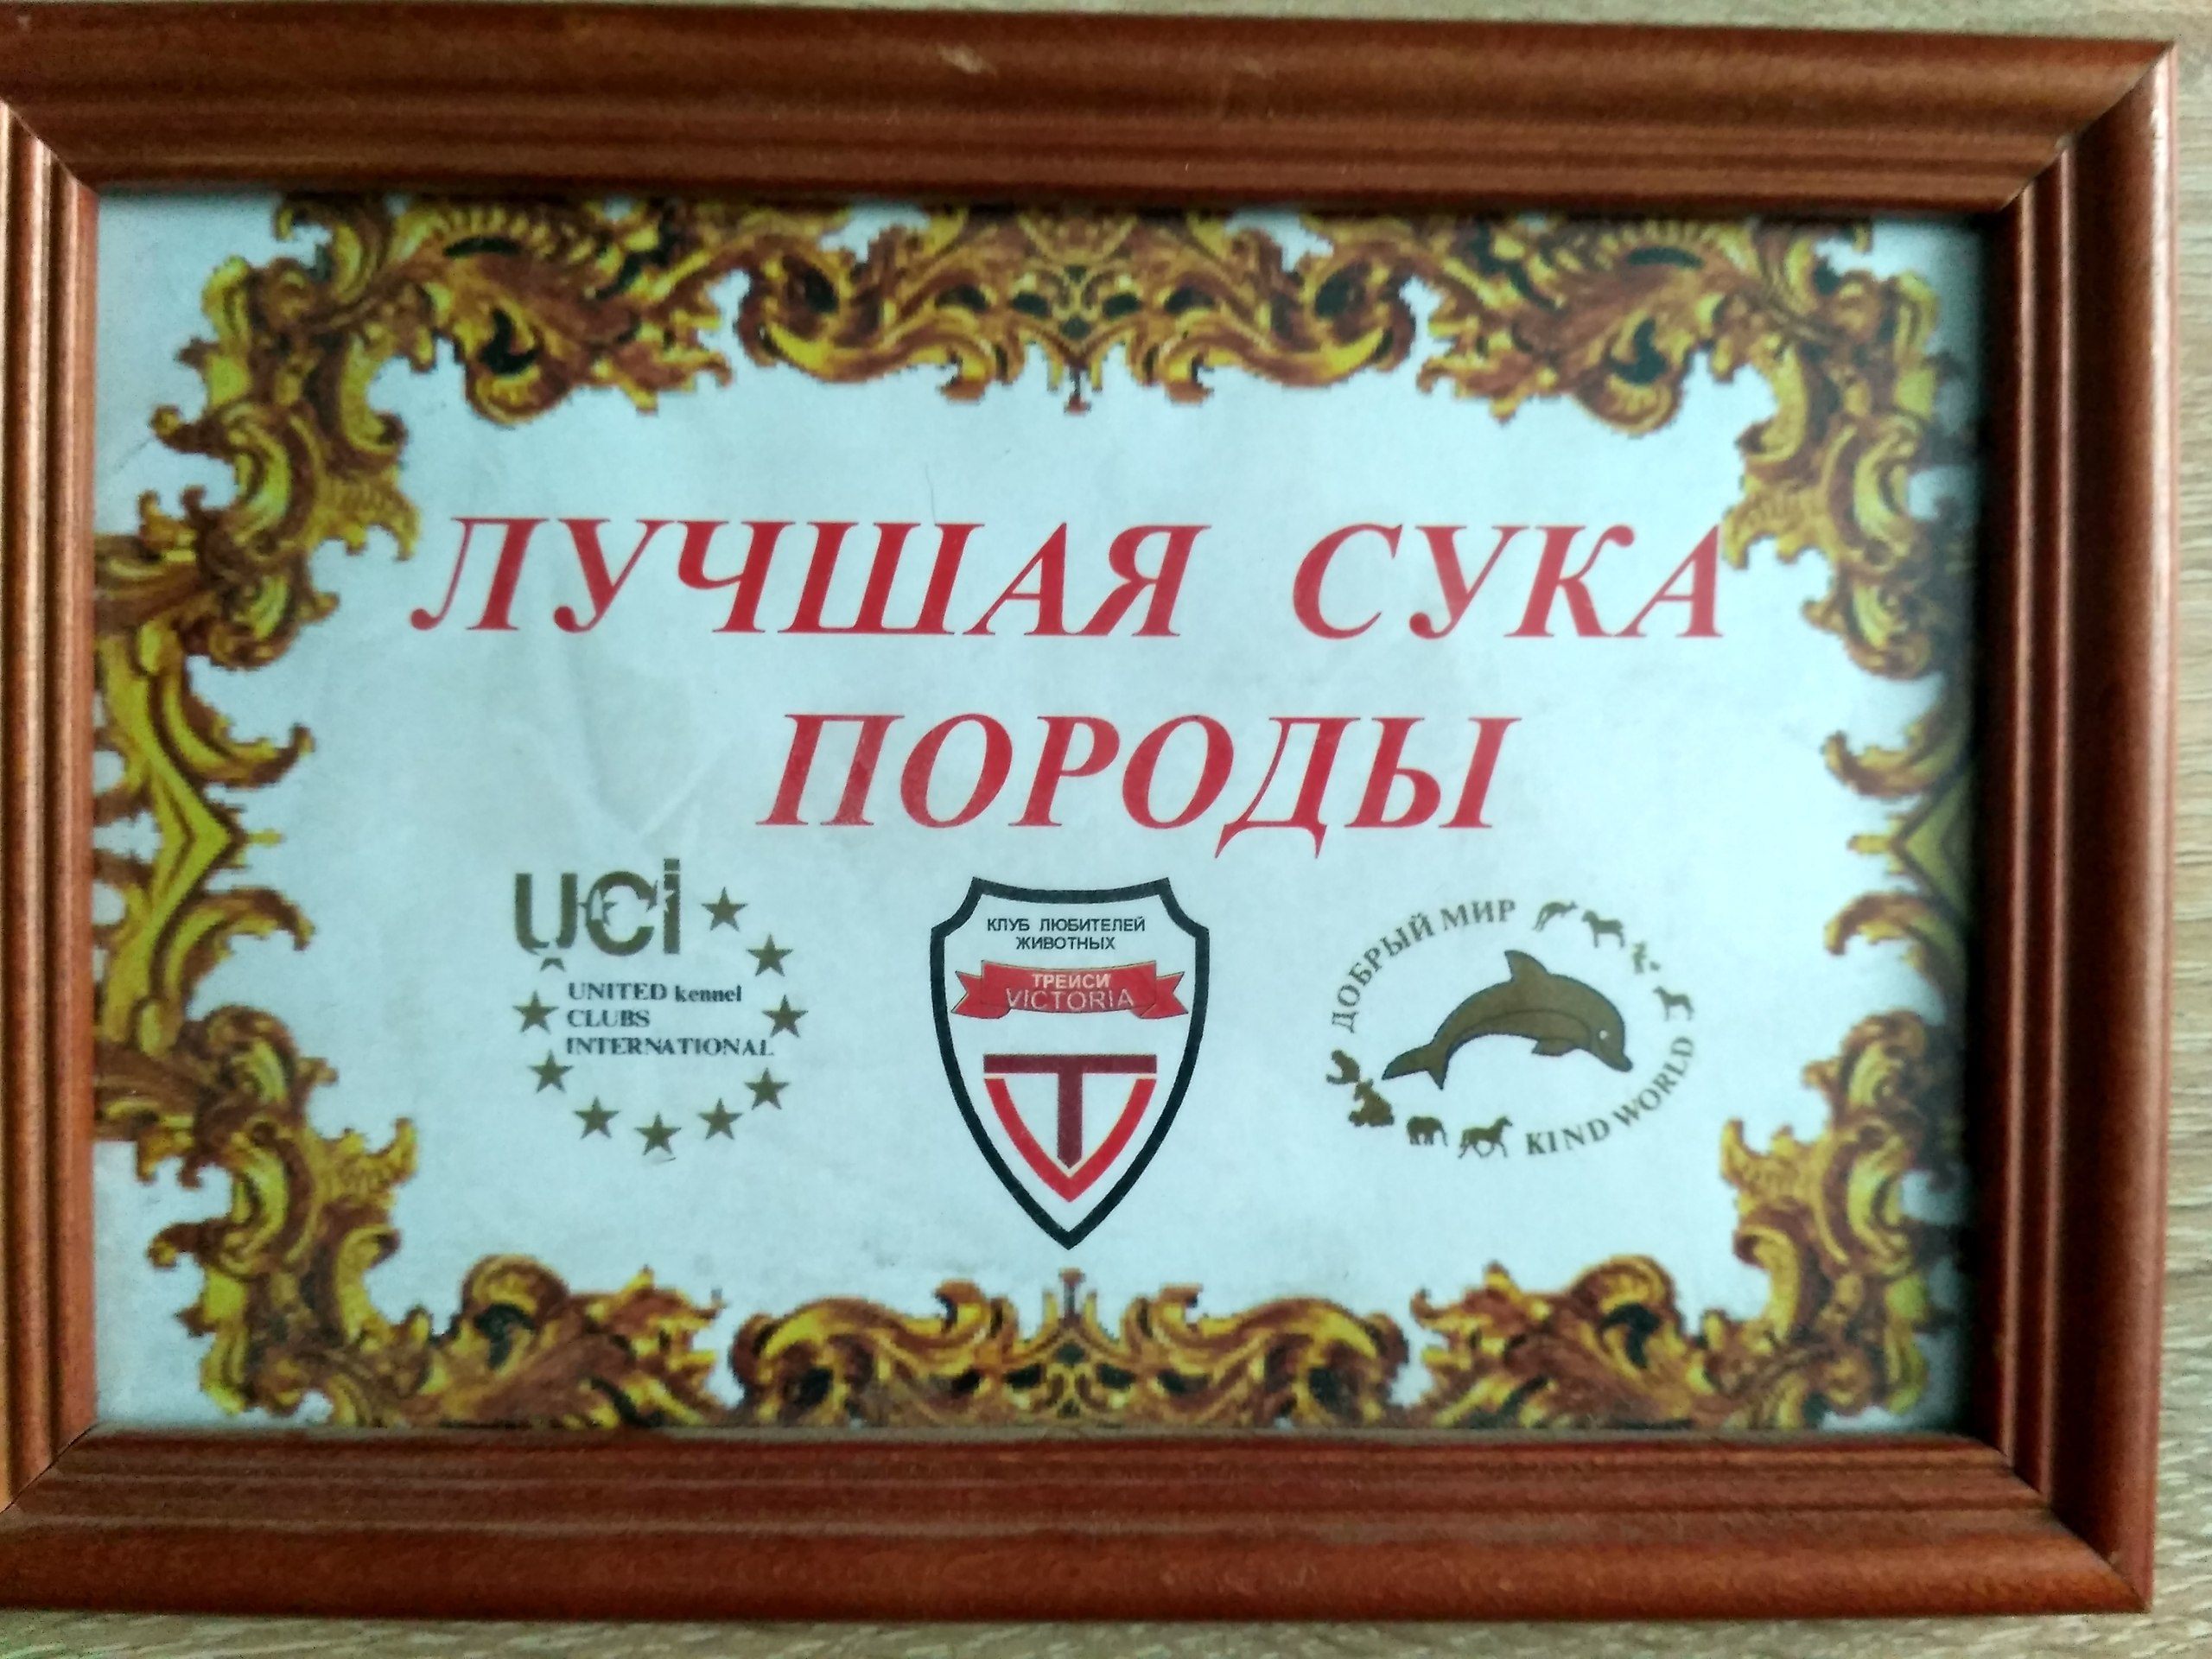 ЛУЧШАЯ СУКА
ПОРОДЫ
UCI
UNITED kennel
CLUBS
INTERNATIONAL
КЛУБ ЛЮБИТЕЛЕЙ
ЖИВОТНЫХ
ТРЕЙСИ
VICTORIA
Т
ДОБРЫЙ МИР
KIND WORLD